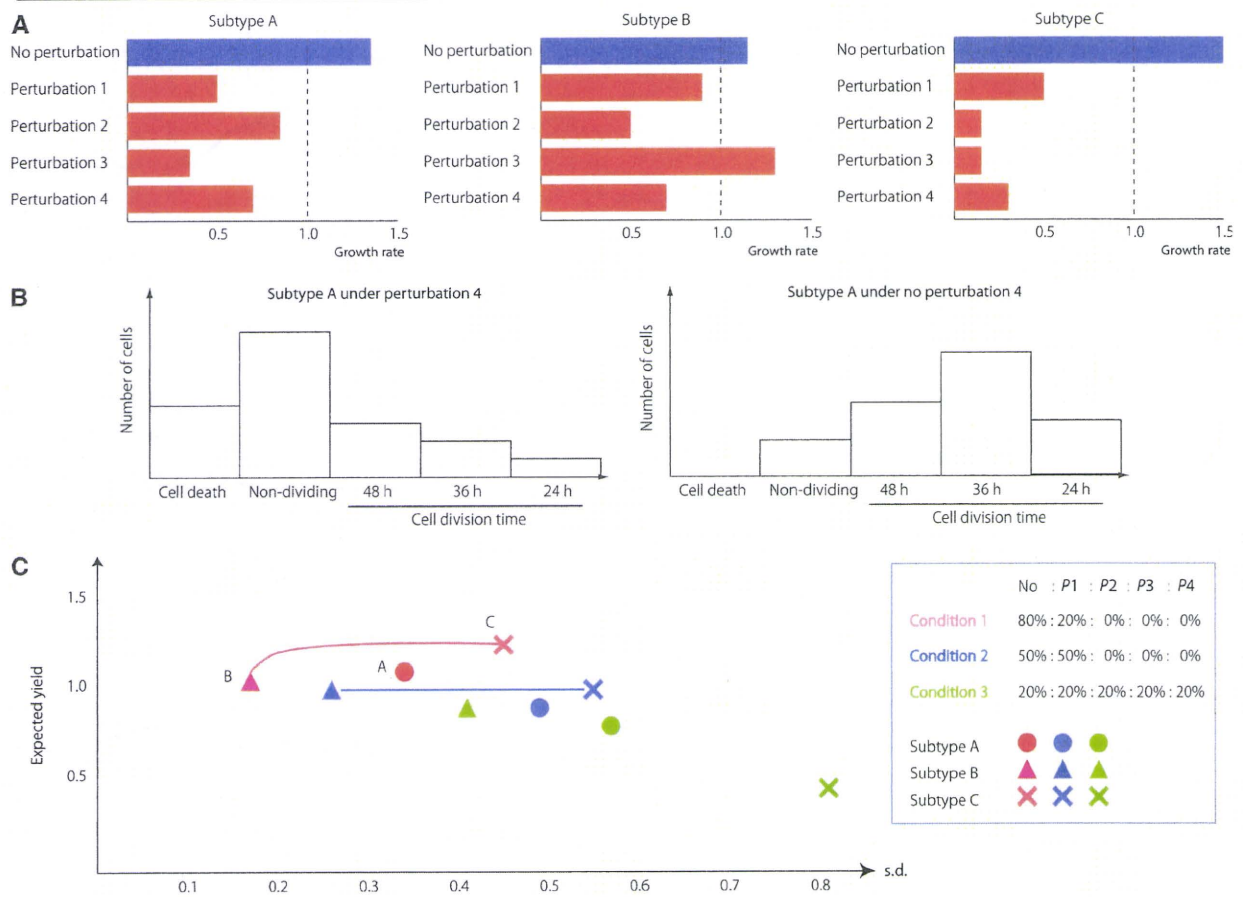 A
Subtype A
No perturbation
Perturbation 1
Perturbation 2
Perturbation 3
Perturbation 4
0.5 1.0 1.5
Growth rate
Subtype B
No perturbation
Perturbation 1
Perturbation 2
Perturbation 3
Perturbation 4
0.5 1.0 1.5
Growth rate
Subtype C
No perturbation
Perturbation 1
Perturbation 2
Perturbation 3
Perturbation 4
0.5 1.0 1.5
Growth rate
B
Subtype A under perturbation 4
Number of cells
Cell death Non-dividing 48 h 36 h 24 h
Cell division time
Subtype A under no perturbation 4
Number of cells
Cell death Non-dividing 48 h 36 h 24 h
Cell division time
C
Expected yield
1.5
1.0
0.5
B
A
C
0.1 0.2 0.3 0.4 0.5 0.6 0.7 0.8
s.d.
No : P1 : P2 : P3 : P4
Condition 1 80% : 20% : 0% : 0% : 0%
Condition 2 50% : 50% : 0% : 0% : 0%
Condition 3 20% : 20% : 20% : 20% : 20%
Subtype A
Subtype B
Subtype C